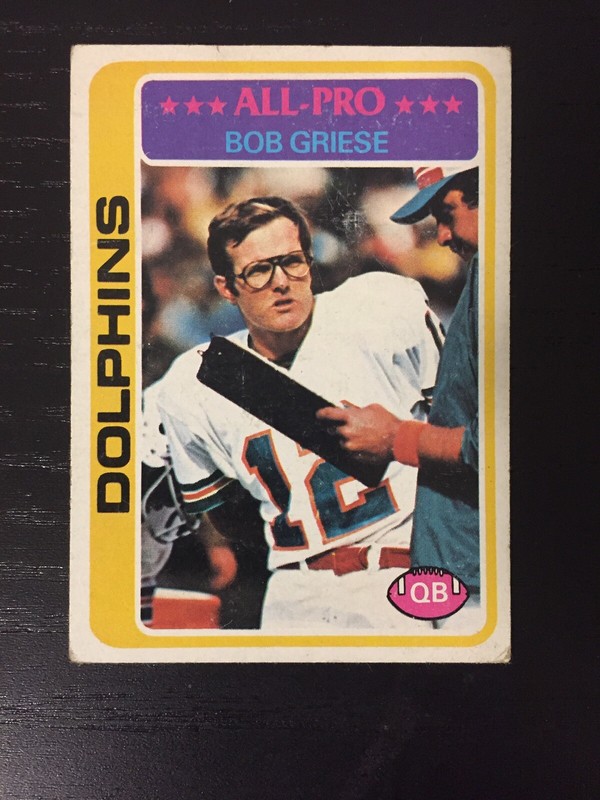 ★★★ ALL-PRO ★★★
BOB GRIESE
DOLPHINS
12
QB